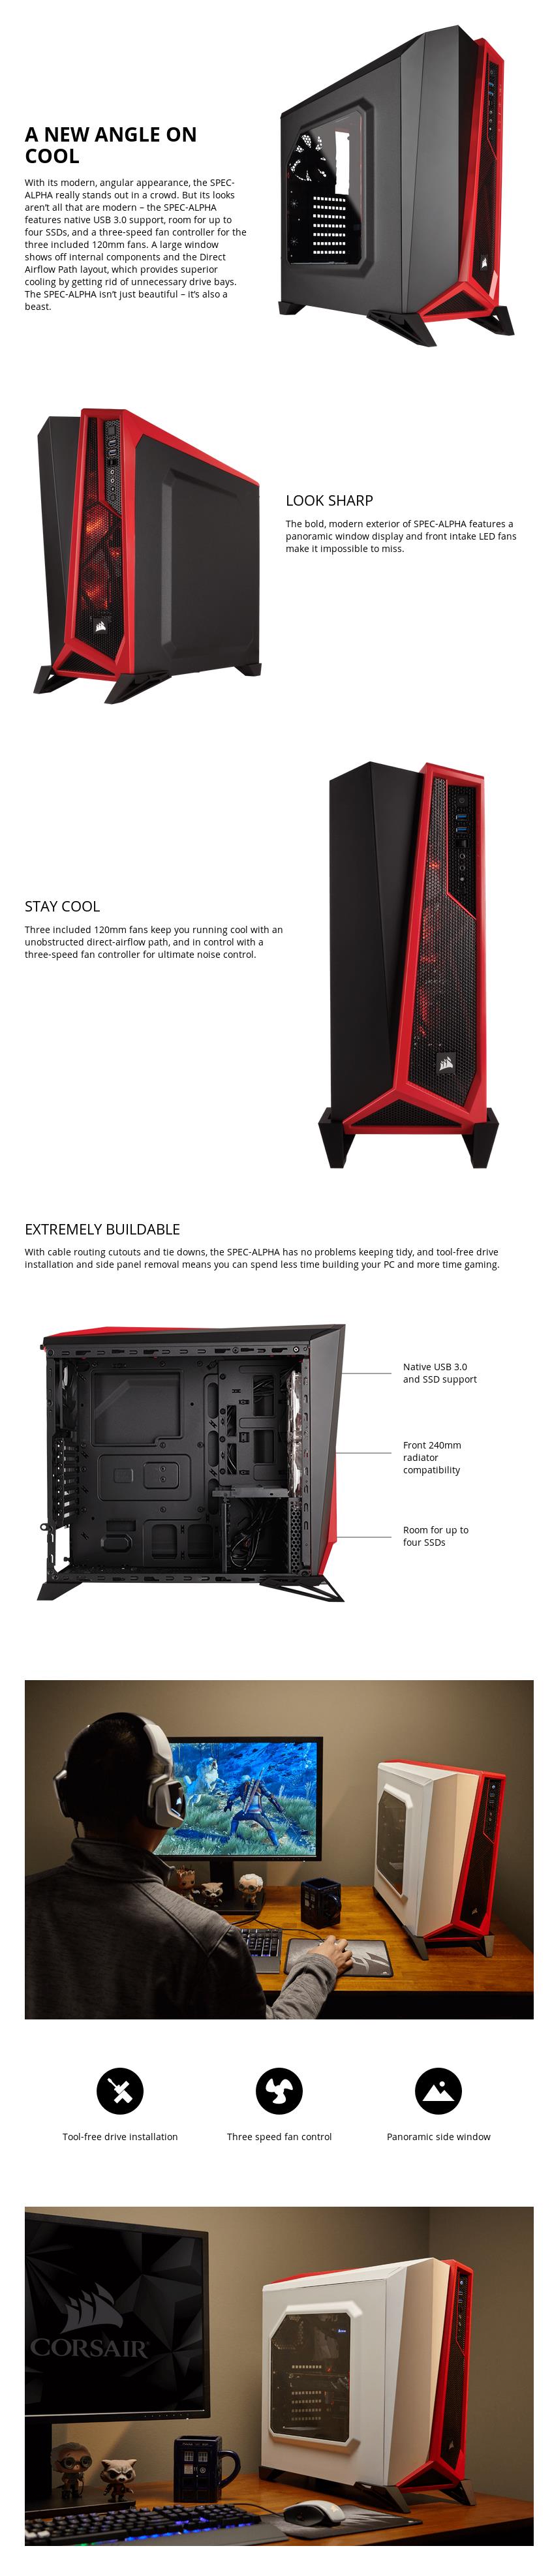 A NEW ANGLE ON
COOL
With its modern, angular appearance, the SPEC-
ALPHA really stands out in a crowd. But its looks
aren’t all that are modern – the SPEC-ALPHA
features native USB 3.0 support, room for up to
four SSDs, and a three-speed fan controller for the
three included 120mm fans. A large window
shows off internal components and the Direct
Airflow Path layout, which provides superior
cooling by getting rid of unnecessary drive bays.
The SPEC-ALPHA isn’t just beautiful – it’s also a
beast.
LOOK SHARP
The bold, modern exterior of SPEC-ALPHA features a
panoramic window display and front intake LED fans
make it impossible to miss.
STAY COOL
Three included 120mm fans keep you running cool with an
unobstructed direct-airflow path, and in control with a
three-speed fan controller for ultimate noise control.
EXTREMELY BUILDABLE
With cable routing cutouts and tie downs, the SPEC-ALPHA has no problems keeping tidy, and tool-free drive
installation and side panel removal means you can spend less time building your PC and more time gaming.
Native USB 3.0
and SSD support
Front 240mm
radiator
compatibility
Room for up to
four SSDs
Tool-free drive installation
Three speed fan control
Panoramic side window
CORSAIR